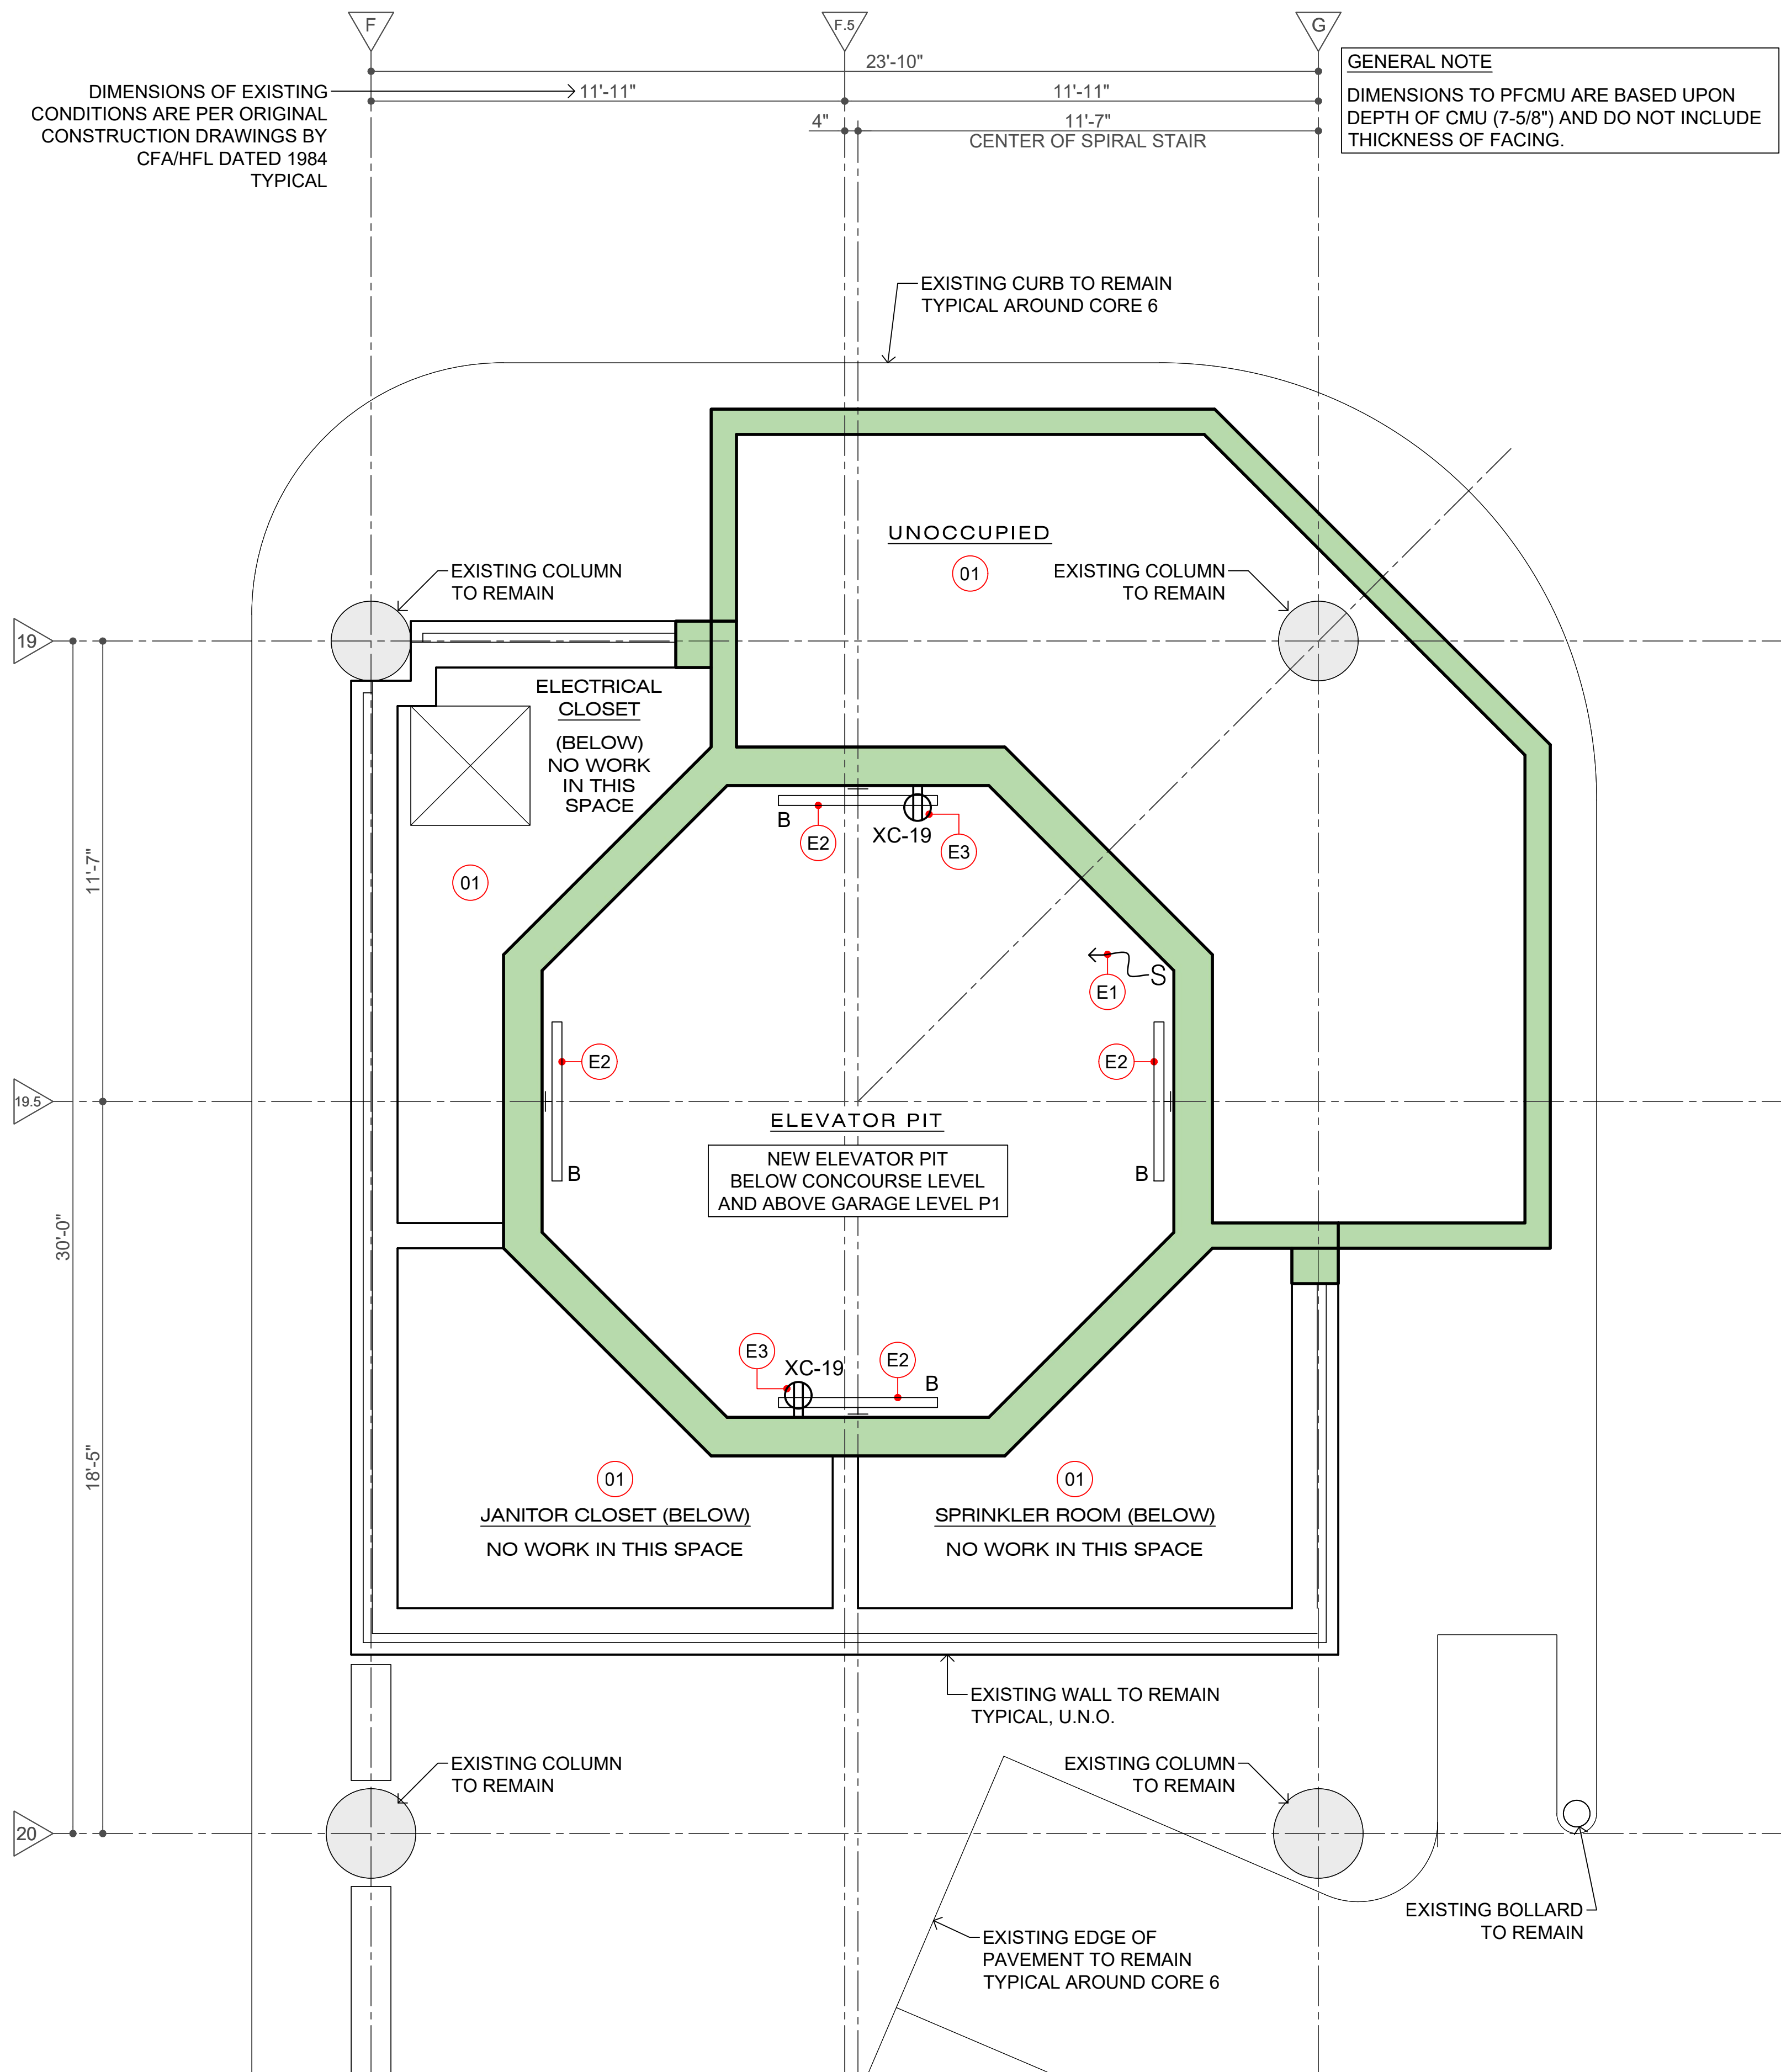 F
F.5
G
23'-10"
11'-11"
11'-11"
4"
11'-7"
CENTER OF SPIRAL STAIR
DIMENSIONS OF EXISTING
CONDITIONS ARE PER ORIGINAL
CONSTRUCTION DRAWINGS BY
CFA/HFL DATED 1984
TYPICAL
GENERAL NOTE
DIMENSIONS TO PFCMU ARE BASED UPON
DEPTH OF CMU (7-5/8") AND DO NOT INCLUDE
THICKNESS OF FACING.
EXISTING CURB TO REMAIN
TYPICAL AROUND CORE 6
UNOCCUPIED
01
EXISTING COLUMN
TO REMAIN
EXISTING COLUMN
TO REMAIN
19
ELECTRICAL
CLOSET
(BELOW)
NO WORK
IN THIS
SPACE
B
E2
XC-19
E3
01
11'-7"
S
E1
E2
E2
19.5
ELEVATOR PIT
NEW ELEVATOR PIT
BELOW CONCOURSE LEVEL
AND ABOVE GARAGE LEVEL P1
B
B
30'-0"
18'-5"
E3
XC-19
E2
B
01
JANITOR CLOSET (BELOW)
NO WORK IN THIS SPACE
01
SPRINKLER ROOM (BELOW)
NO WORK IN THIS SPACE
EXISTING WALL TO REMAIN
TYPICAL, U.N.O.
EXISTING COLUMN
TO REMAIN
EXISTING COLUMN
TO REMAIN
20
EXISTING BOLLARD
TO REMAIN
EXISTING EDGE OF
PAVEMENT TO REMAIN
TYPICAL AROUND CORE 6